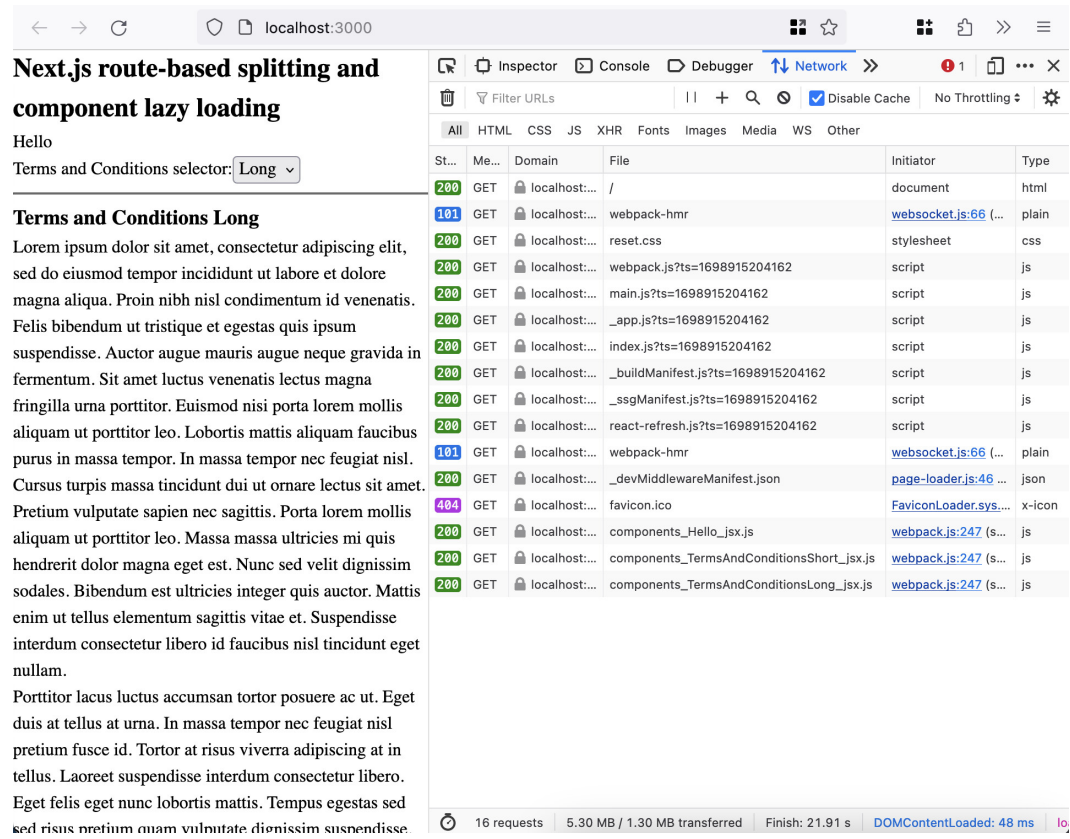 localhost:3000
Next.js route-based splitting and
component lazy loading
Hello
Terms and Conditions selector: Long
Terms and Conditions Long
Lorem ipsum dolor sit amet, consectetur adipiscing elit,
sed do eiusmod tempor incididunt ut labore et dolore
magna aliqua. Proin nibh nisl condimentum id venenatis.
Felis bibendum ut tristique et egestas quis ipsum
suspendisse. Auctor augue mauris augue neque gravida in
fermentum. Sit amet luctus venenatis lectus magna
fringilla urna porttitor. Euismod nisi porta lorem mollis
aliquam ut porttitor leo. Lobortis mattis aliquam faucibus
purus in massa tempor. In massa tempor nec feugiat nisl.
Cursus turpis massa tincidunt dui ut ornare lectus sit amet.
Pretium vulputate sapien nec sagittis. Porta lorem mollis
aliquam ut porttitor leo. Massa massa ultricies mi quis
hendrerit dolor magna eget est. Nunc sed velit dignissim
sodales. Bibendum est ultricies integer quis auctor. Mattis
enim ut tellus elementum sagittis vitae et. Suspendisse
interdum consectetur libero id faucibus nisl tincidunt eget
nullam.
Porttitor lacus luctus accumsan tortor posuere ac ut. Eget
duis at tellus at urna. In massa tempor nec feugiat nisl
pretium fusce id. Tortor at risus viverra adipiscing at in
tellus. Laoreet suspendisse interdum consectetur libero.
Eget felis eget nunc lobortis mattis. Tempus egestas sed
sed risus pretium quam vulputate dignissim suspendisse.
Inspector Console Debugger Network 1
Filter URLs Disable Cache No Throttling
All HTML CSS JS XHR Fonts Images Media WS Other
St... Me... Domain File Initiator Type
200 GET localhost:... / document html
101 GET localhost:... webpack-hmr websocket.js:66 (... plain
200 GET localhost:... reset.css stylesheet css
200 GET localhost:... webpack.js?ts=1698915204162 script js
200 GET localhost:... main.js?ts=1698915204162 script js
200 GET localhost:... _app.js?ts=1698915204162 script js
200 GET localhost:... index.js?ts=1698915204162 script js
200 GET localhost:... _buildManifest.js?ts=1698915204162 script js
200 GET localhost:... _ssgManifest.js?ts=1698915204162 script js
200 GET localhost:... react-refresh.js?ts=1698915204162 script js
101 GET localhost:... webpack-hmr websocket.js:66 (... plain
200 GET localhost:... _devMiddlewareManifest.json page-loader.js:46 ... json
404 GET localhost:... favicon.ico FaviconLoader.sys.... x-icon
200 GET localhost:... components_Hello_jsx.js webpack.js:247 (s... js
200 GET localhost:... components_TermsAndConditionsShort_jsx.js webpack.js:247 (s... js
200 GET localhost:... components_TermsAndConditionsLong_jsx.js webpack.js:247 (s... js
16 requests 5.30 MB / 1.30 MB transferred Finish: 21.91 s DOMContentLoaded: 48 ms